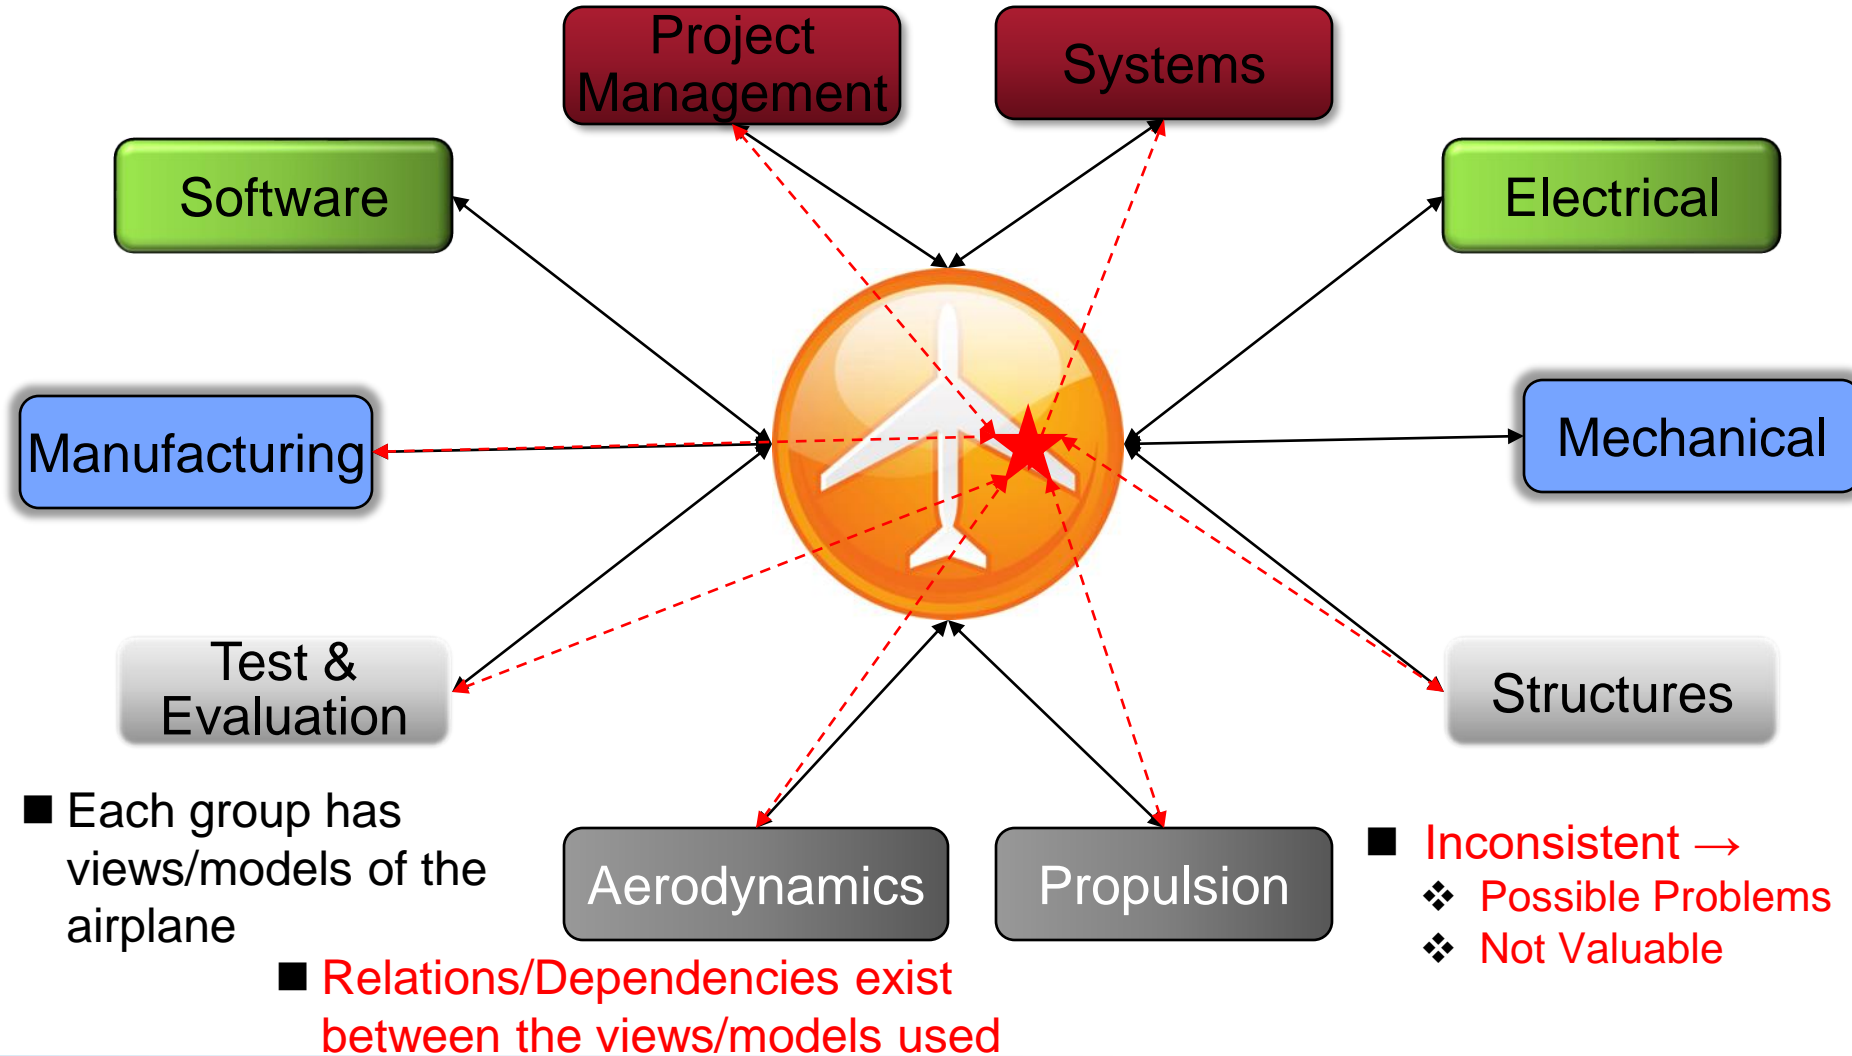 Project
Management
Systems
Software
Electrical
Manufacturing
Mechanical
Test &
Evaluation
Structures
Aerodynamics
Propulsion
■ Each group has
views/models of the
airplane
■ Relations/Dependencies exist
between the views/models used
■ Inconsistent →
❖ Possible Problems
❖ Not Valuable